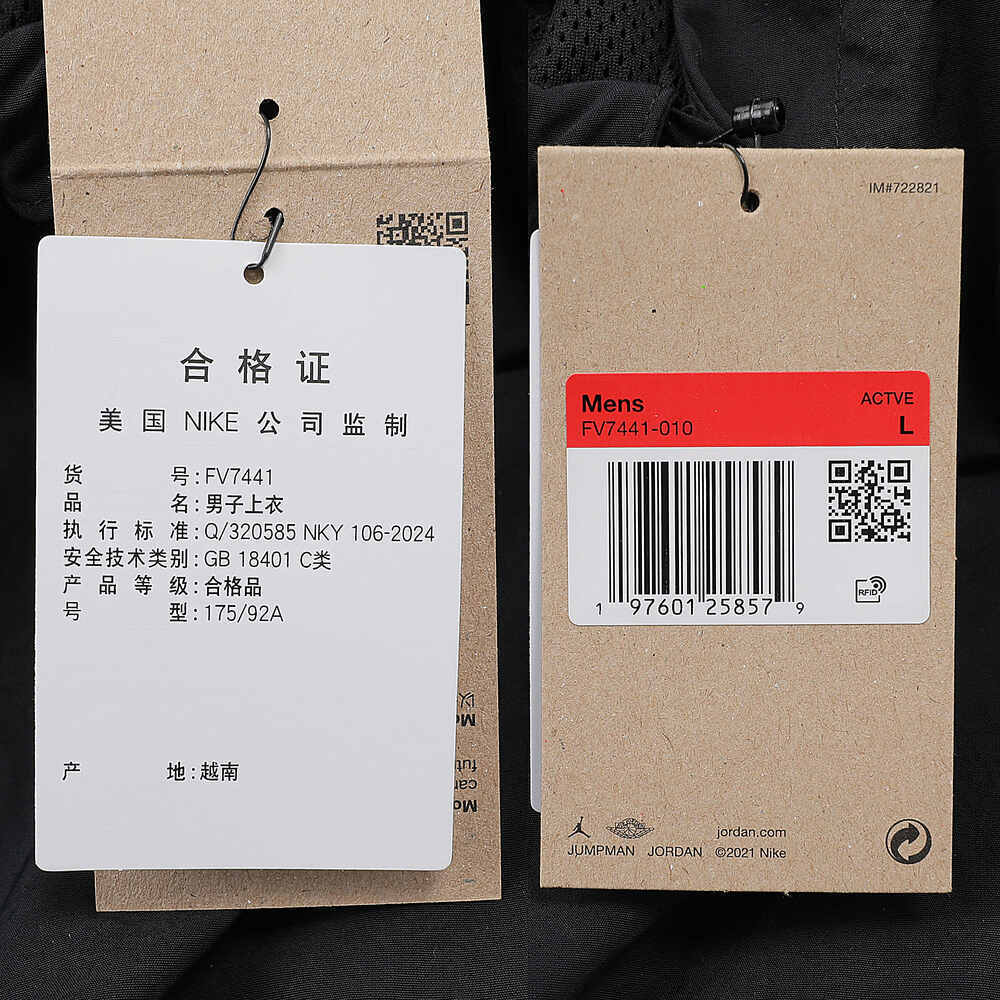 合格证
美国 NIKE 公司监制
货号:FV7441
品名:男子上衣
执行标准:Q/320585 NKY 106-2024
安全技术类别:GB 18401 C类
产品等级:合格品
号型:175/92A
产地:越南
IM#722821
Mens
ACTVE
FV7441-010
L
1 97601 25857 9
RFID
jordan.com
JUMPMAN JORDAN ©2021 Nike